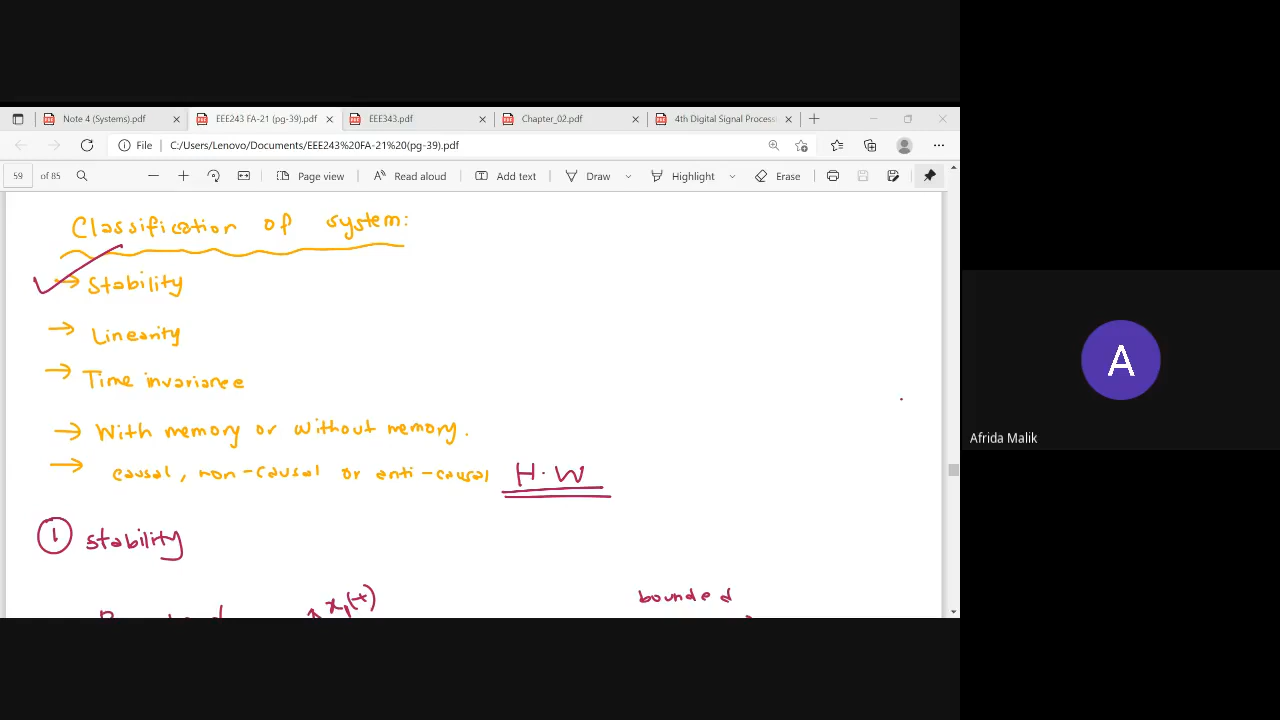 Note 4 (Systems).pdf
EEE243 FA-21 (pg-39).pdf
EEE343.pdf
Chapter_02.pdf
4th Digital Signal Process
File
C:/Users/Lenovo/Documents/EEE243%20FA-21%20(pg-39).pdf
59 of 85
Page view
Read aloud
Add text
Draw
Highlight
Erase
Classification of system:
→ Stability
→ Linearity
→ Time invariance
→ With memory or without memory.
→ causal, non-causal or anti-causal H.W
A
Afrida Malik
1 stability
x₁(t)
bounded